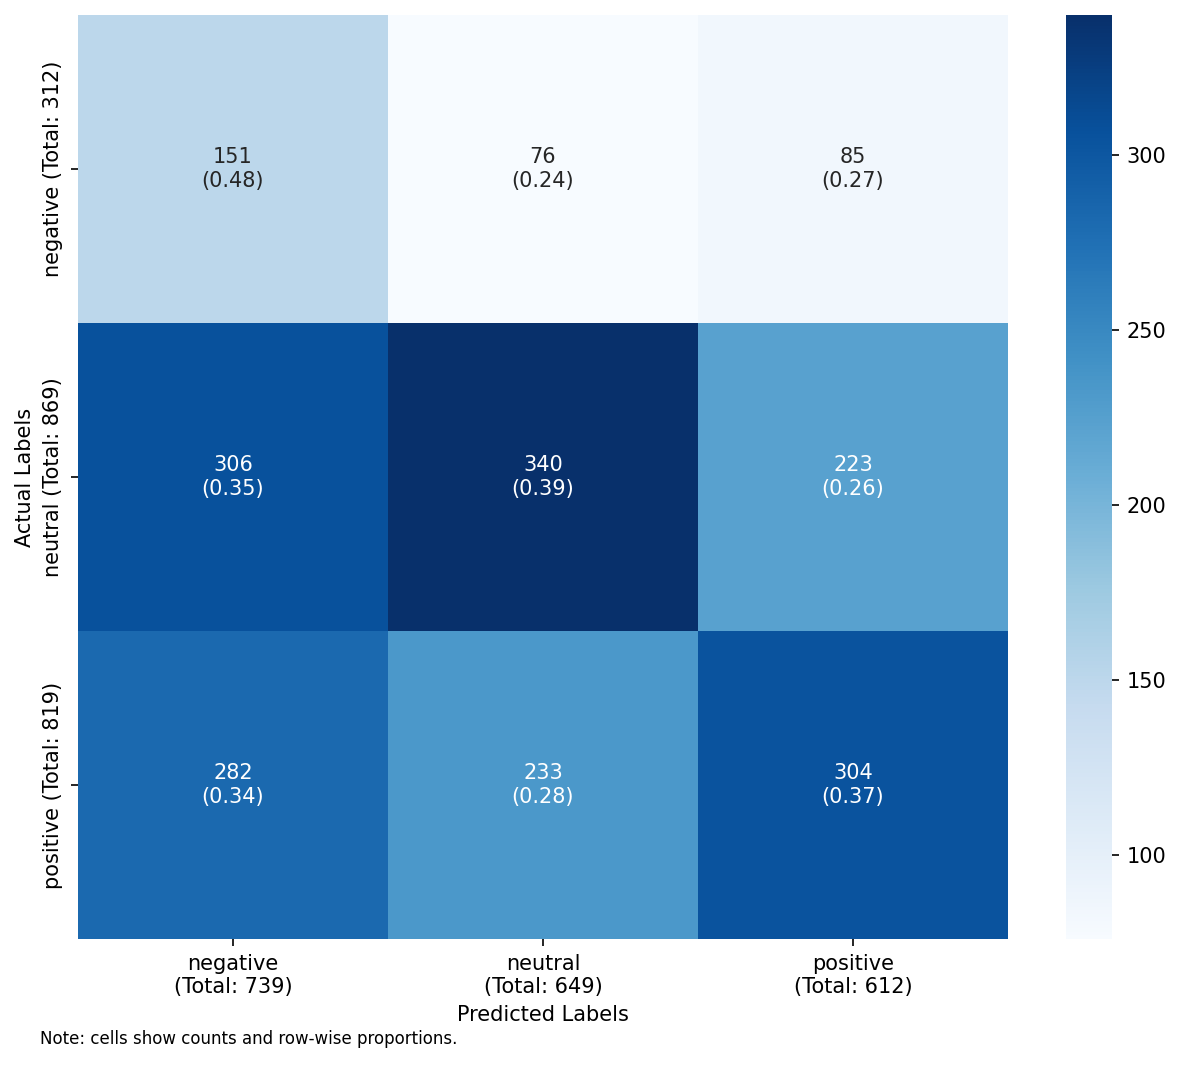 negative (Total: 312)
151
(0.48)
76
(0.24)
85
(0.27)
Actual Labels
neutral (Total: 869)
306
(0.35)
340
(0.39)
223
(0.26)
positive (Total: 819)
282
(0.34)
233
(0.28)
304
(0.37)
negative
(Total: 739)
neutral
(Total: 649)
positive
(Total: 612)
Predicted Labels
300
250
200
150
100
Note: cells show counts and row-wise proportions.